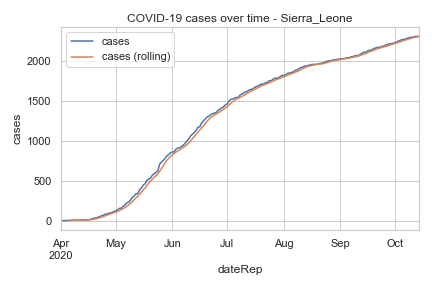 COVID-19 cases over time - Sierra_Leone
cases
cases (rolling)
cases
2000
1500
1000
500
0
Apr May Jun Jul Aug Sep Oct
2020
dateRep